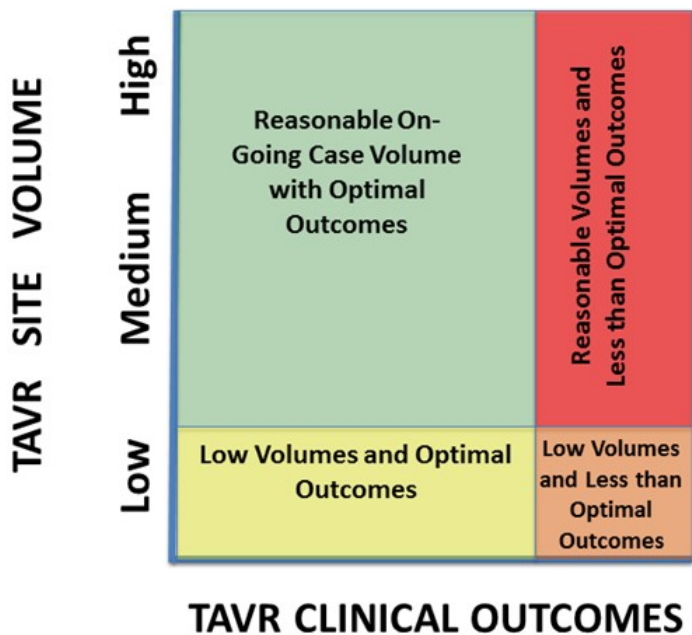 TAVR SITE VOLUME
High
Medium
Low
Reasonable On-
Going Case Volume
with Optimal
Outcomes
Reasonable Volumes and
Less than Optimal Outcomes
Low Volumes and Optimal
Outcomes
Low Volumes
and Less than
Optimal
Outcomes
TAVR CLINICAL OUTCOMES